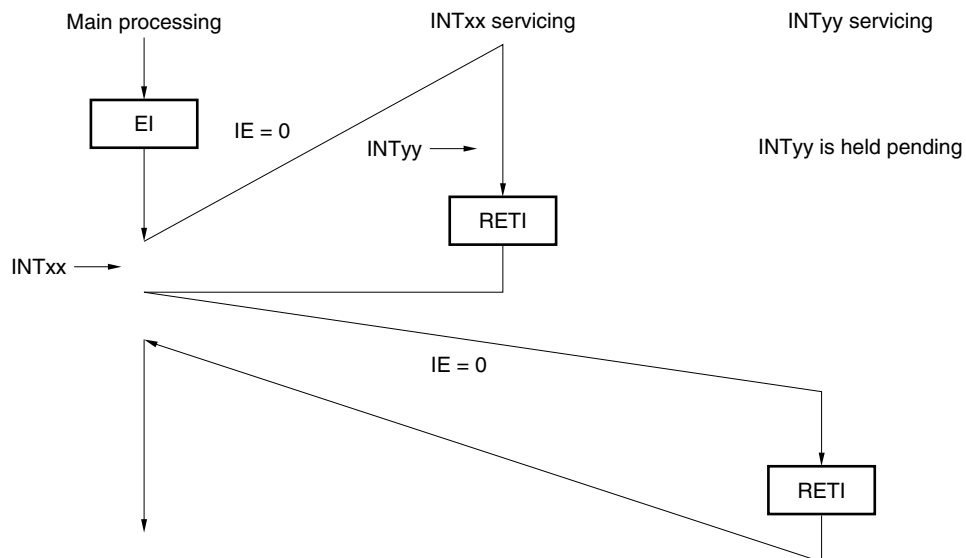 Main processing
INTxx servicing
INTyy servicing
EI
IE = 0
INTyy
INTyy is held pending
RETI
INTxx
IE = 0
RETI